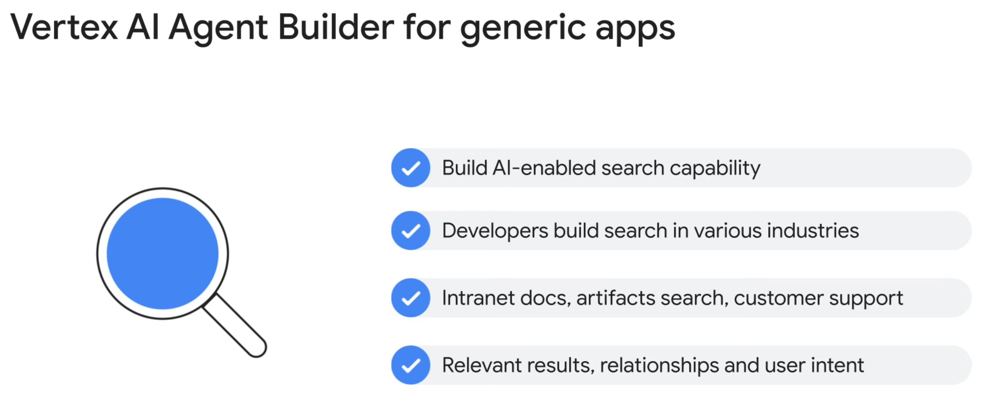 Vertex AI Agent Builder for generic apps
Build AI-enabled search capability
Developers build search in various industries
Intranet docs, artifacts search, customer support
Relevant results, relationships and user intent